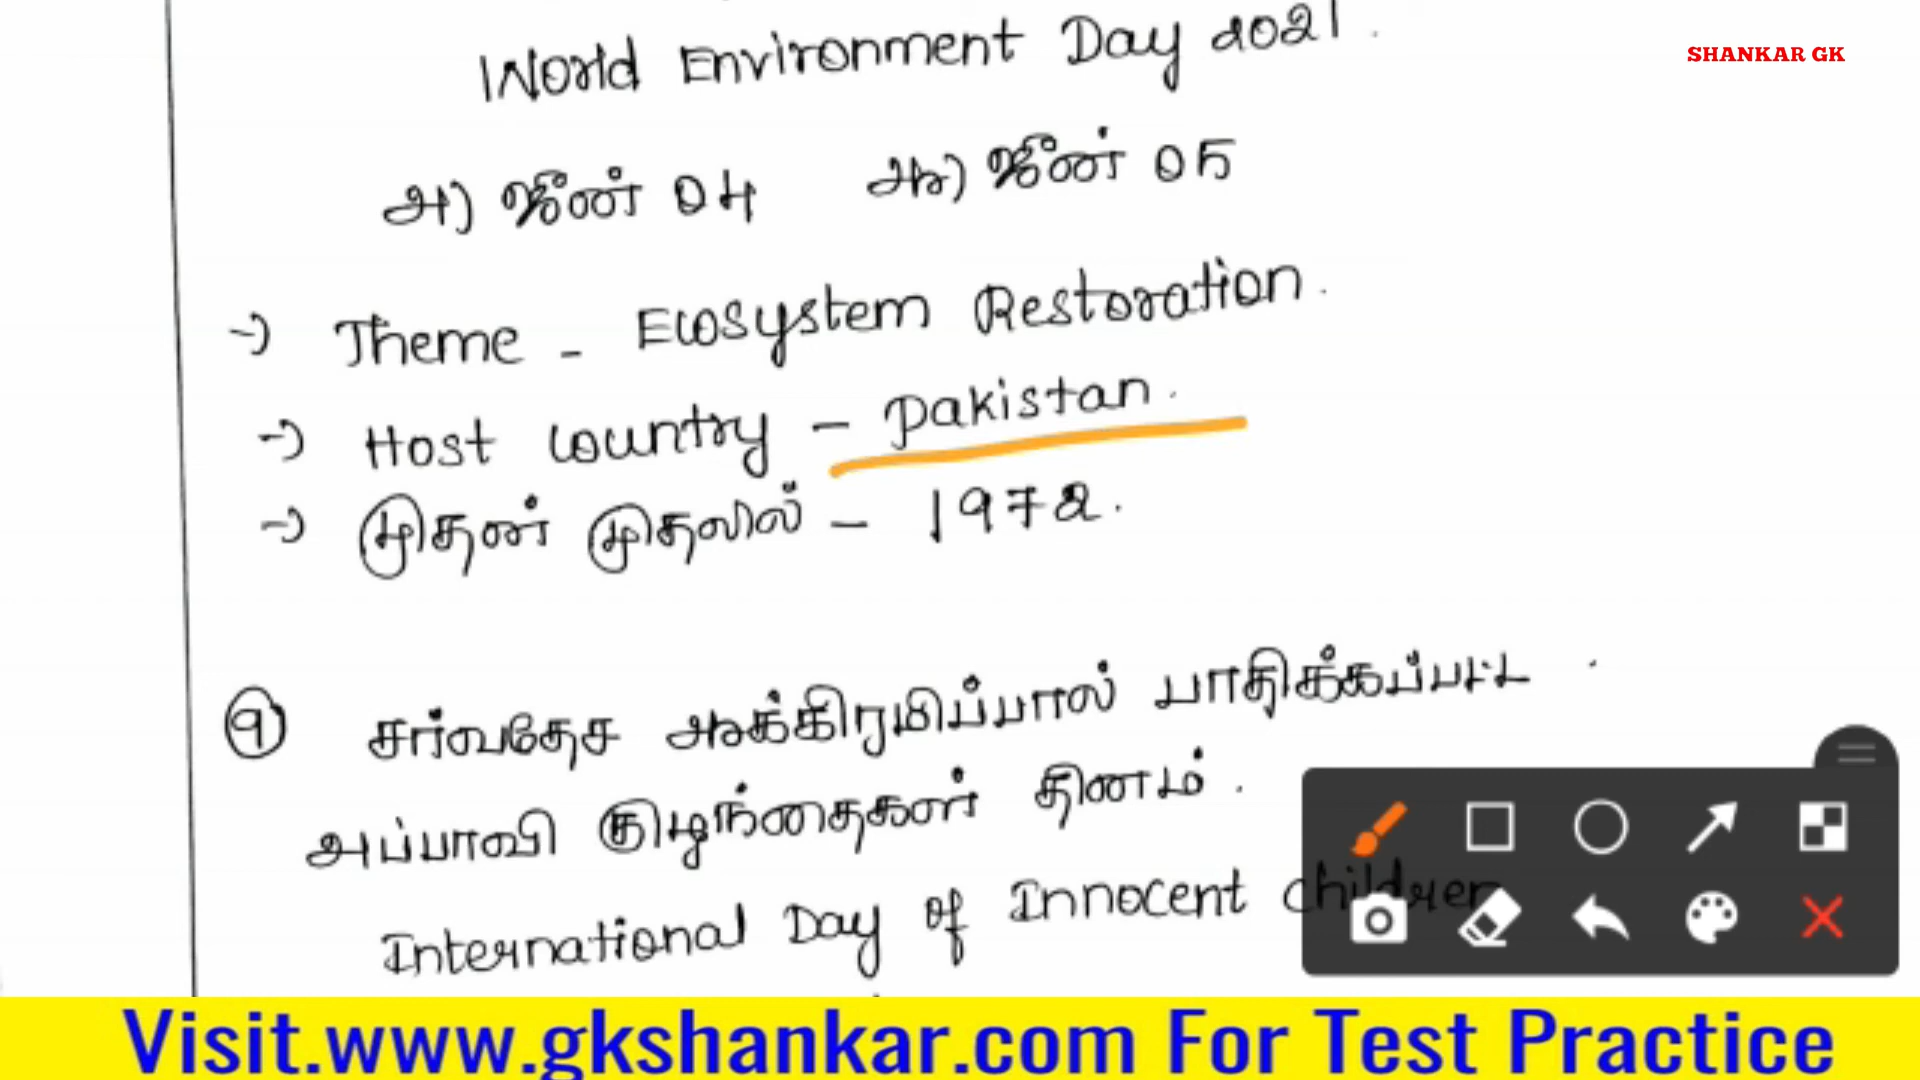 World Environment Day 2021.
SHANKAR GK
அ) ஜூன் 04 ஆ) ஜூன் 05
→ Theme - Ecosystem Restoration.
→ Host Country - Pakistan.
→ முதன் முதலில் - 1972.
9 சர்வதேச ஆக்கிரமிப்பால் பாதிக்கப்பட்ட
அப்பாவி குழந்தைகள் தினம்.
International Day of Innocent Children
Visit.www.gkshankar.com For Test Practice